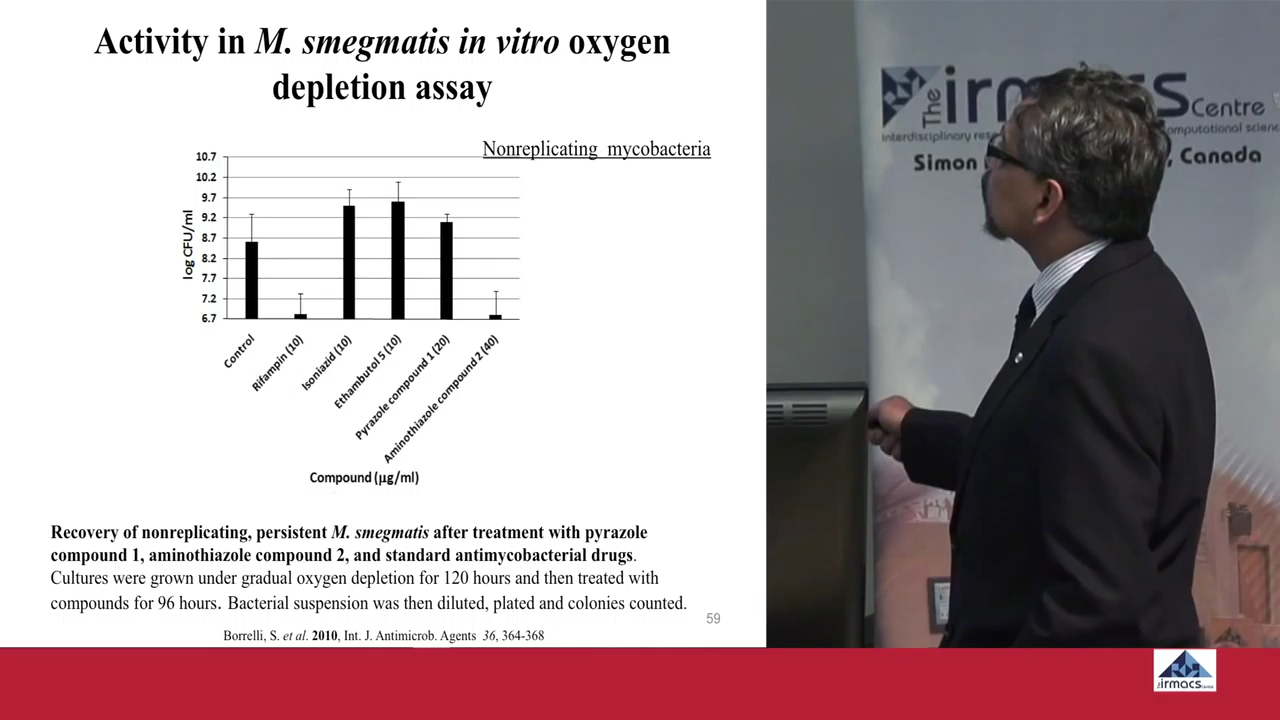 Activity in M. smegmatis in vitro oxygen
depletion assay
Nonreplicating mycobacteria
10.7
10.2
9.7
9.2
8.7
8.2
7.7
7.2
6.7
log CFU/ml
Control
Rifampin (10)
Isoniazid (10)
Ethambutol 5 (10)
Pyrazole compound 1 (20)
Aminothiazole compound 2 (40)
Compound (µg/ml)
Recovery of nonreplicating, persistent M. smegmatis after treatment with pyrazole
compound 1, aminothiazole compound 2, and standard antimycobacterial drugs.
Cultures were grown under gradual oxygen depletion for 120 hours and then treated with
compounds for 96 hours. Bacterial suspension was then diluted, plated and colonies counted.
59
Borrelli, S. et al. 2010, Int. J. Antimicrob. Agents 36, 364-368
The irmacs Centre
interdisciplinary computational
Simon , Canada
irmacs